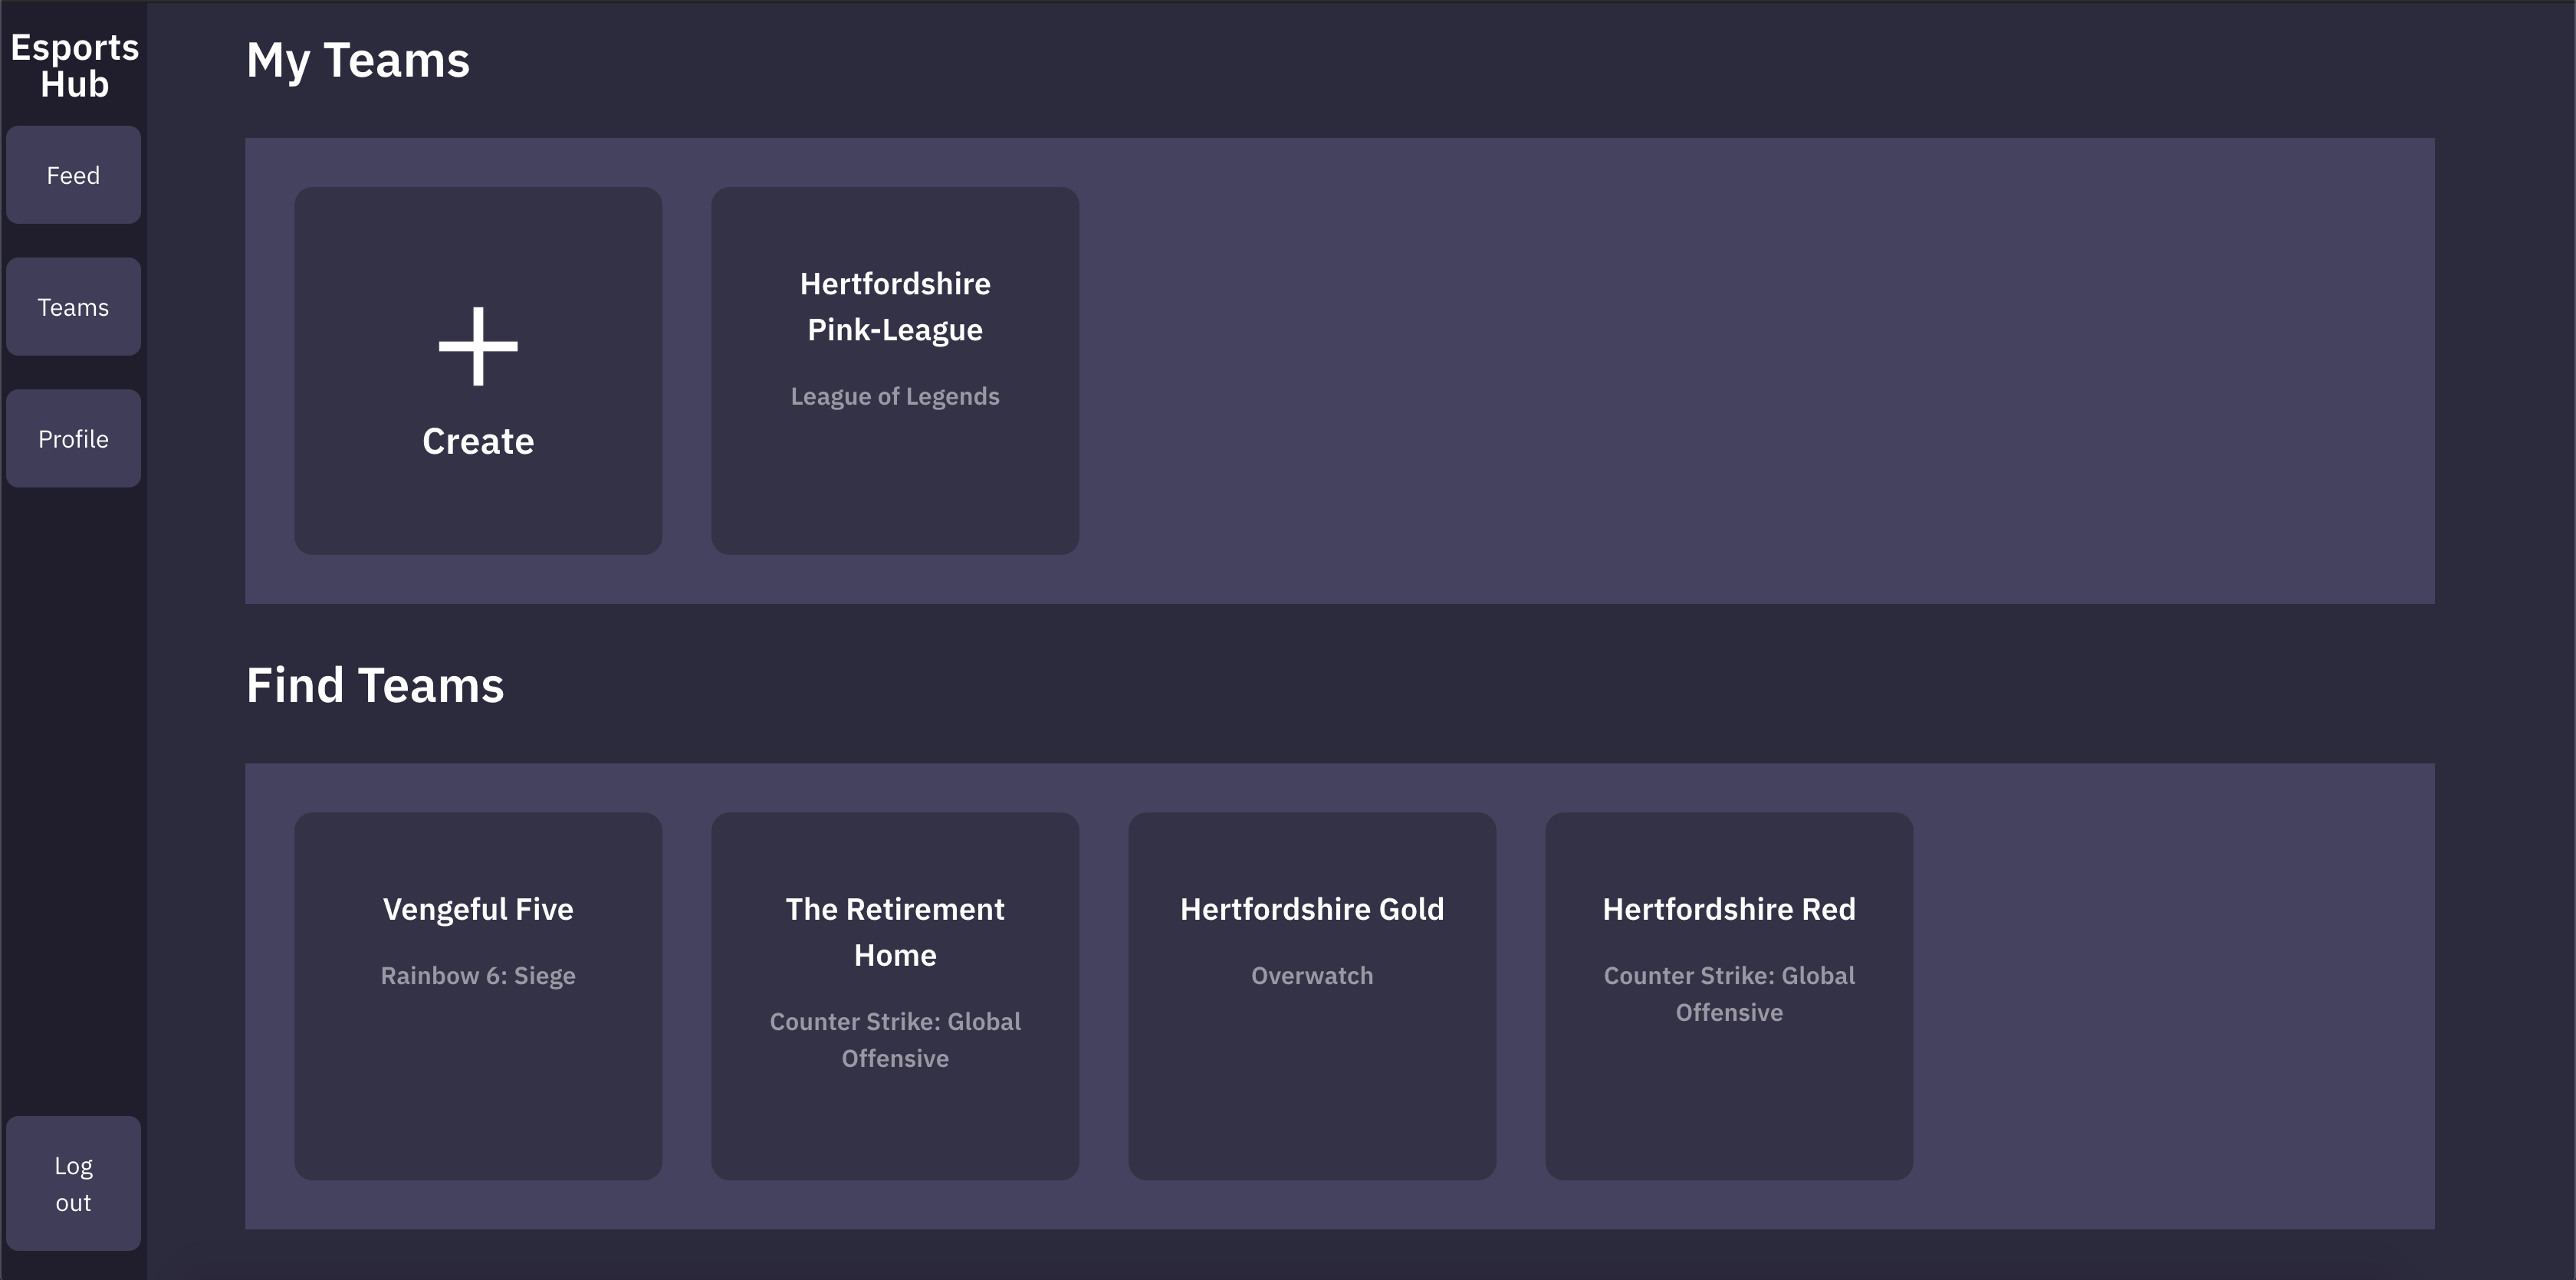 Esports
Hub
Feed
Teams
Profile
Log
out
My Teams
Create
Hertfordshire
Pink-League
League of Legends
Find Teams
Vengeful Five
Rainbow 6: Siege
The Retirement
Home
Counter Strike: Global
Offensive
Hertfordshire Gold
Overwatch
Hertfordshire Red
Counter Strike: Global
Offensive